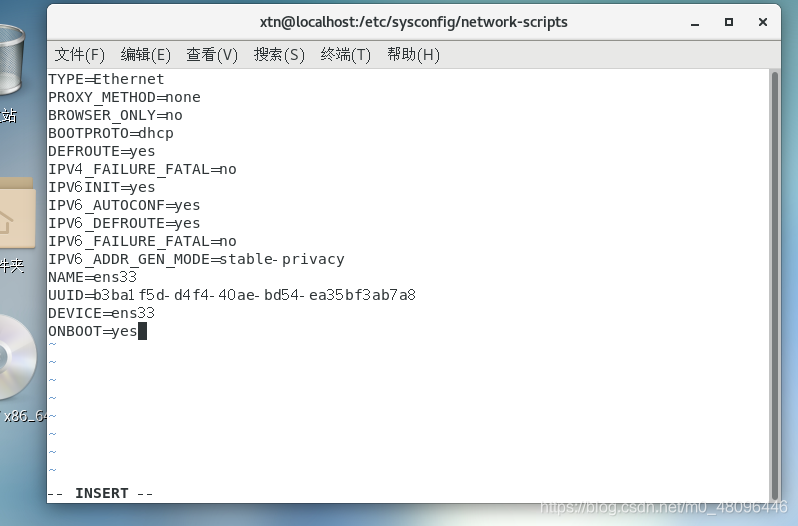 xtn@localhost:/etc/sysconfig/network-scripts
文件(F) 编辑(E) 查看(V) 搜索(S) 终端(T) 帮助(H)
TYPE=Ethernet
PROXY_METHOD=none
BROWSER_ONLY=no
BOOTPROTO=dhcp
DEFROUTE=yes
IPV4_FAILURE_FATAL=no
IPV6INIT=yes
IPV6_AUTOCONF=yes
IPV6_DEFROUTE=yes
IPV6_FAILURE_FATAL=no
IPV6_ADDR_GEN_MODE=stable-privacy
NAME=ens33
UUID=b3ba1f5d-d4f4-40ae-bd54-ea35bf3ab7a8
DEVICE=ens33
ONBOOT=yes
~
~
~
~
~
~
~
~
-- INSERT --
站
件夹
x86_64
https://blog.csdn.net/m0_48096446